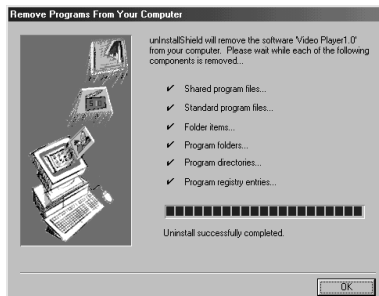 Remove Programs From Your Computer
unInstallShield will remove the software 'Video Player1.0'
from your computer. Please wait while each of the following
components is removed...
✔ Shared program files...
✔ Standard program files...
✔ Folder items...
✔ Program folders...
✔ Program directories...
✔ Program registry entries...
Uninstall successfully completed.
OK